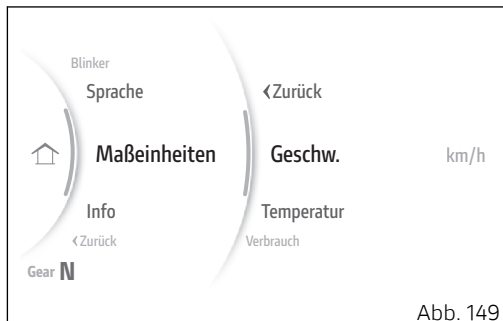 Blinker
Sprache ‹Zurück
Maßeinheiten Geschw. km/h
Info Temperatur
‹Zurück Verbrauch
Gear N
Abb. 149